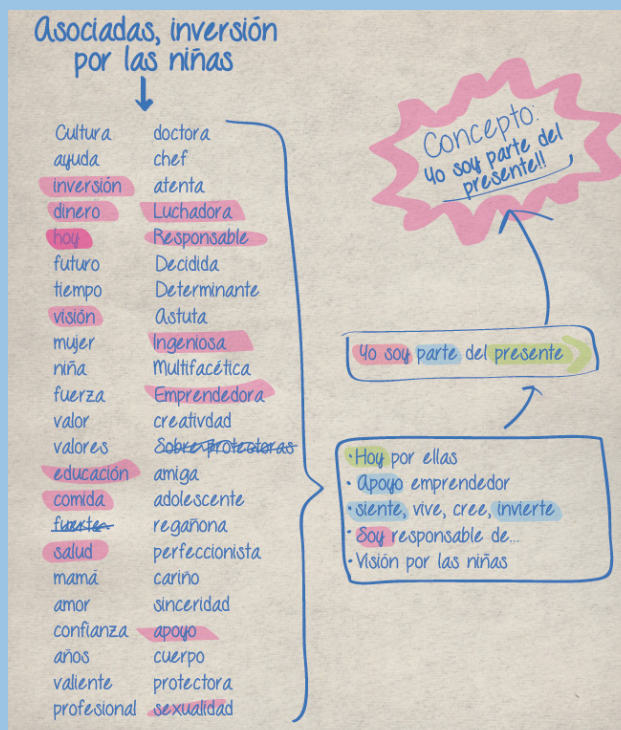 Asociadas, inversión
por las niñas
Cultura
ayuda
inversión
dinero
hoy
futuro
tiempo
visión
mujer
niña
fuerza
valor
valores
educación
comida
fuerte
salud
mamá
amor
confianza
años
valiente
profesional
doctora
chef
atenta
Luchadora
Responsable
Decidida
Determinante
Astuta
Ingeniosa
Multifacética
Emprendedora
creativdad
Sobre protectoras
amiga
adolescente
regañona
perfeccionista
cariño
sinceridad
apoyo
cuerpo
protectora
sexualidad
·Hoy por ellas
· Apoyo emprendedor
· siente, vive, cree, invierte
· Soy responsable de...
· Visión por las niñas
Yo soy parte del presente
Concepto:
yo soy parte del
presente!!